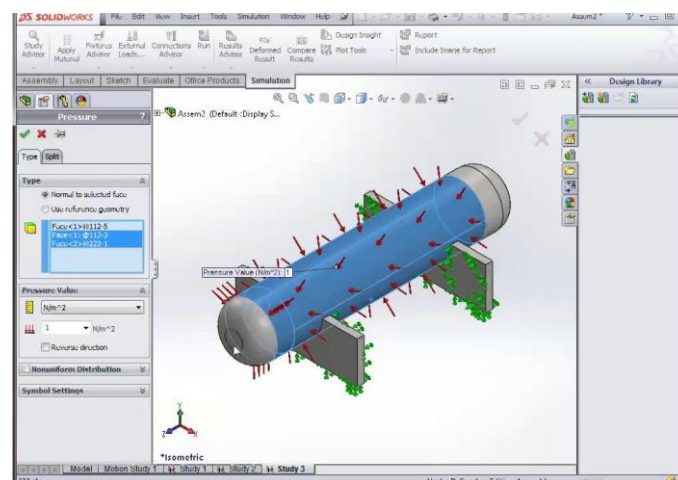 SOLIDWORKS File Edit View Insert Tools Simulation Window Help Assem2 *
Study Advisor
Apply Material
Fixtures Advisor
External Loads...
Connections Advisor
Run
Results Advisor
Deformed Result
Compare Results
Design Insight
Plot Tools
Report
Include Image for Report
Assembly Layout Sketch Evaluate Office Products Simulation
Design Library
Assem2 (Default<Display S...
Pressure ?
Type Split
Type
Normal to selected face
Use reference geometry
Face<1>@112-5
Face<1>@112-3
Face<2>@222-1
Pressure Value (N/m^2): 1
Pressure Value
N/m^2
1 N/m^2
Reverse direction
Nonuniform Distribution
Symbol Settings
Y
Z X
*Isometric
Model Motion Study 1 Study 1 Study 2 Study 3